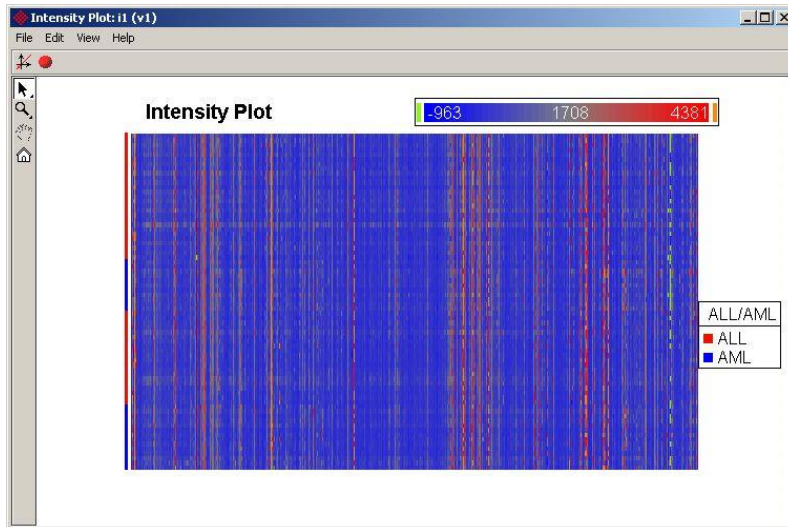 Intensity Plot: i1 (v1)
File Edit View Help
Intensity Plot
-963 1708 4381
ALL/AML
ALL
AML